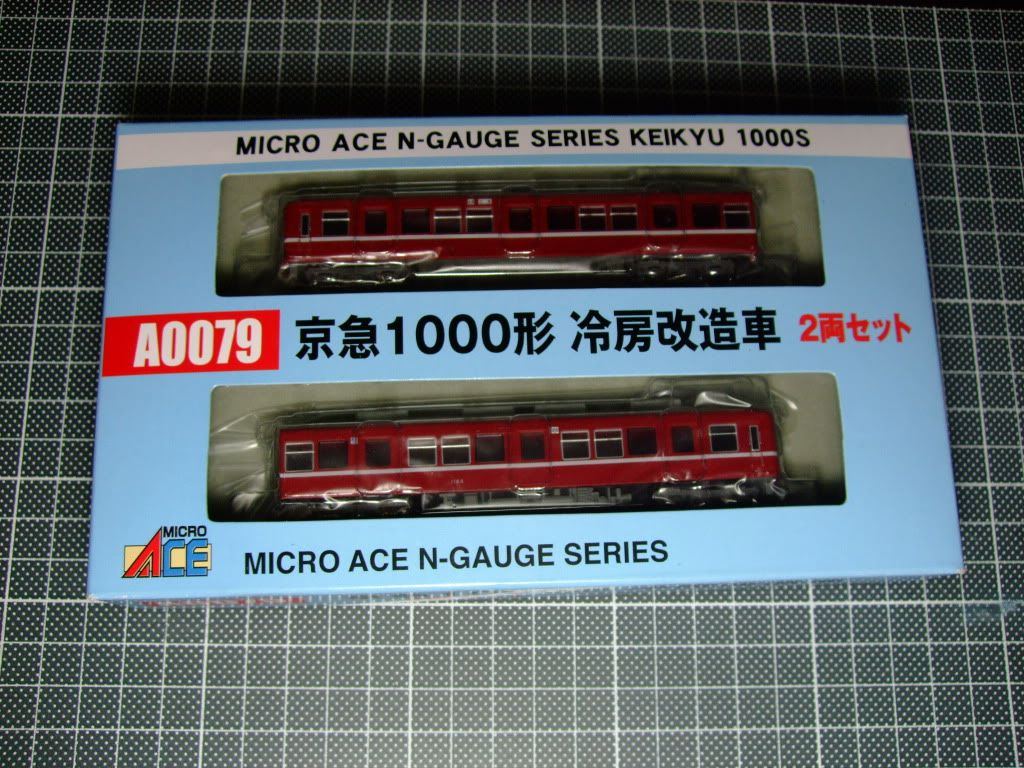 MICRO ACE N-GAUGE SERIES KEIKYU 1000S
A0079 京急1000形 冷房改造車 2両セット
MICRO
ACE
MICRO ACE N-GAUGE SERIES